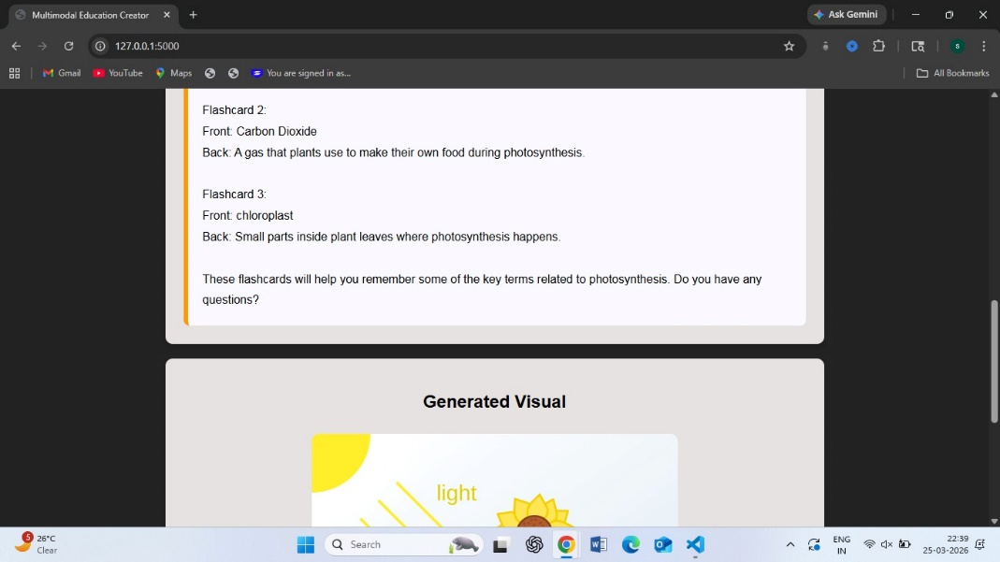 Multimodal Education Creator
Ask Gemini
127.0.0.1:5000
S
Gmail
YouTube
Maps
You are signed in as...
All Bookmarks
Flashcard 2:
Front: Carbon Dioxide
Back: A gas that plants use to make their own food during photosynthesis.
Flashcard 3:
Front: chloroplast
Back: Small parts inside plant leaves where photosynthesis happens.
These flashcards will help you remember some of the key terms related to photosynthesis. Do you have any
questions?
Generated Visual
light
5
26°C
Clear
Search
ENG
IN
22:39
25-03-2026